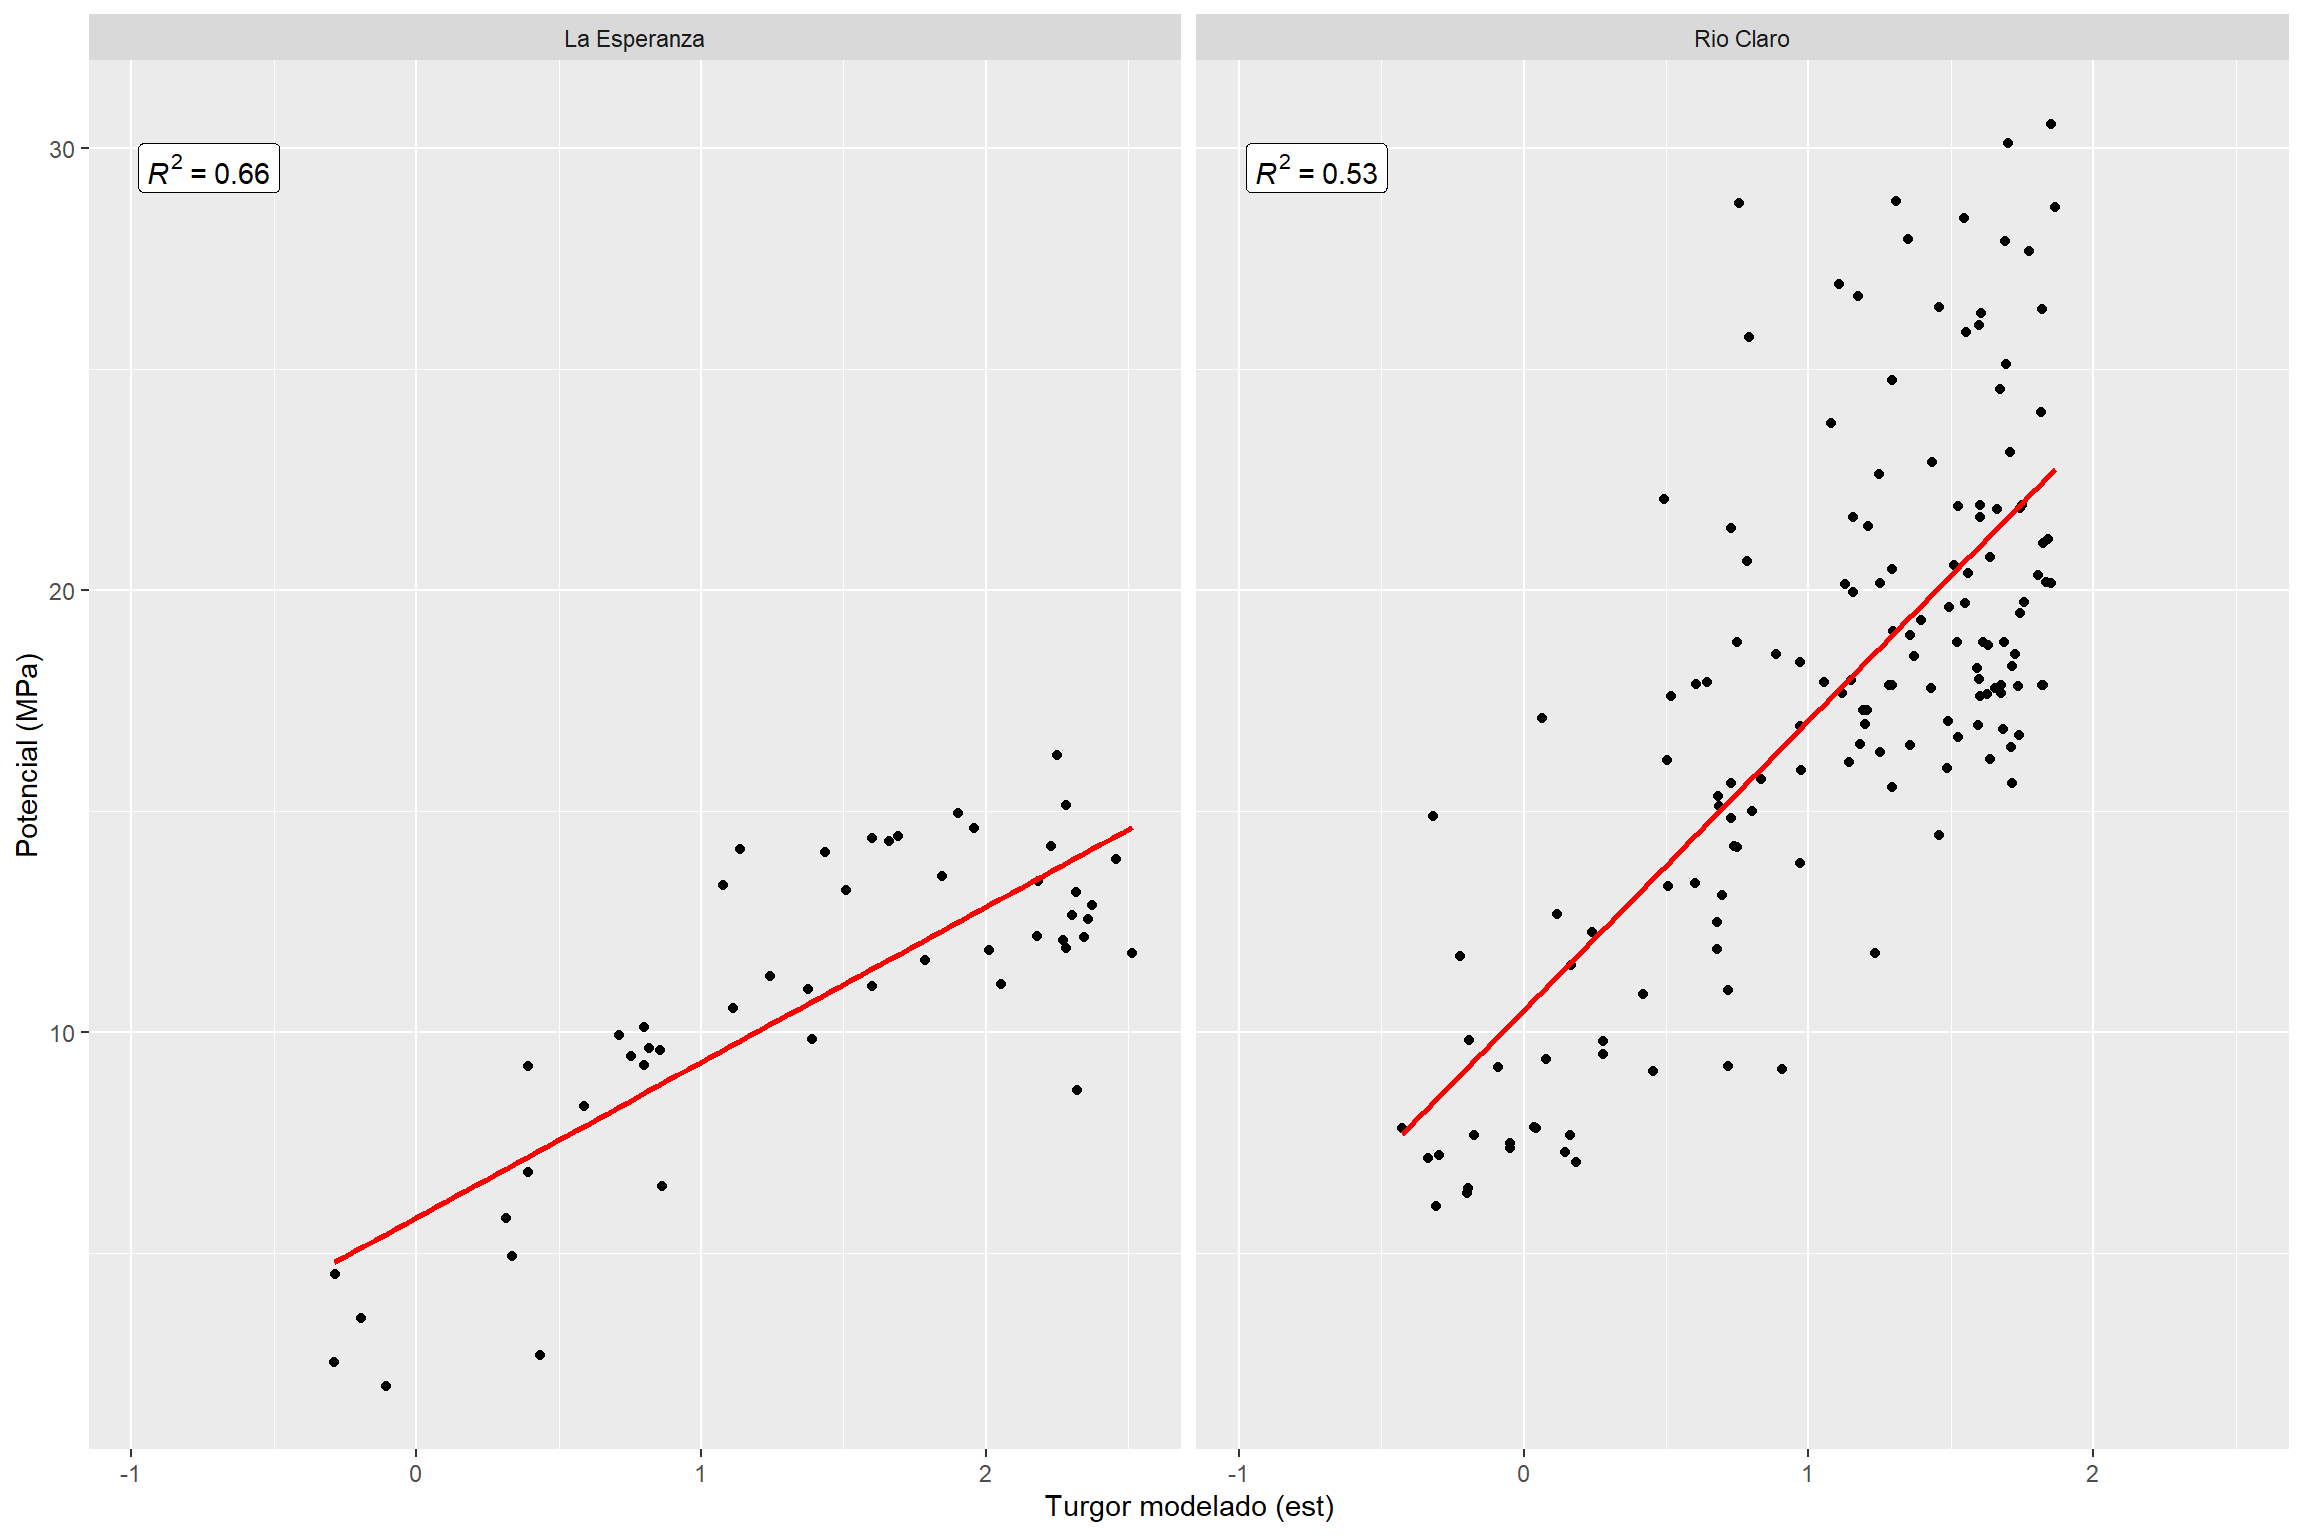 La Esperanza
Rio Claro
R² = 0.66
R² = 0.53
30
20
10
Potencial (MPa)
-1 0 1 2
-1 0 1 2
Turgor modelado (est)